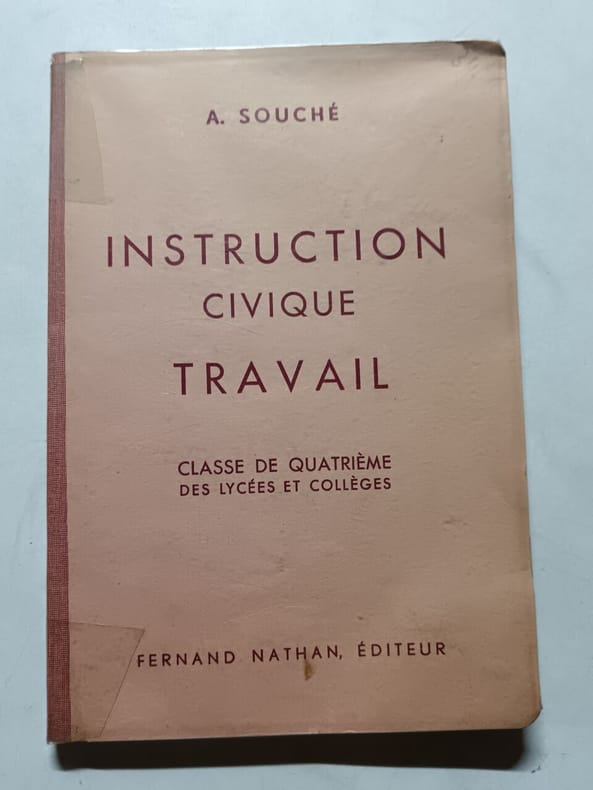 A. SOUCHÉ
INSTRUCTION
CIVIQUE
TRAVAIL
CLASSE DE QUATRIÈME
DES LYCÉES ET COLLÈGES
FERNAND NATHAN, ÉDITEUR